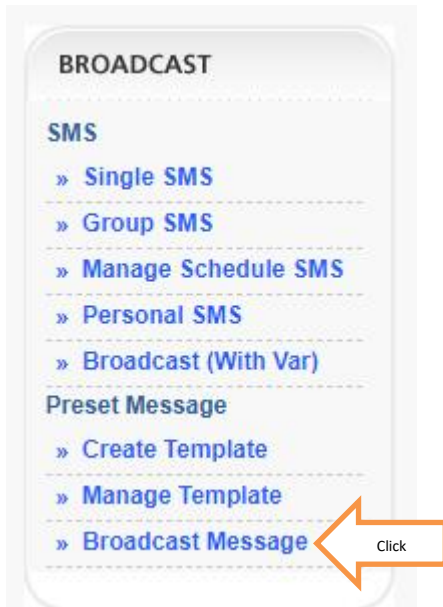 BROADCAST
SMS
» Single SMS
» Group SMS
» Manage Schedule SMS
» Personal SMS
» Broadcast (With Var)
Preset Message
» Create Template
» Manage Template
» Broadcast Message
Click